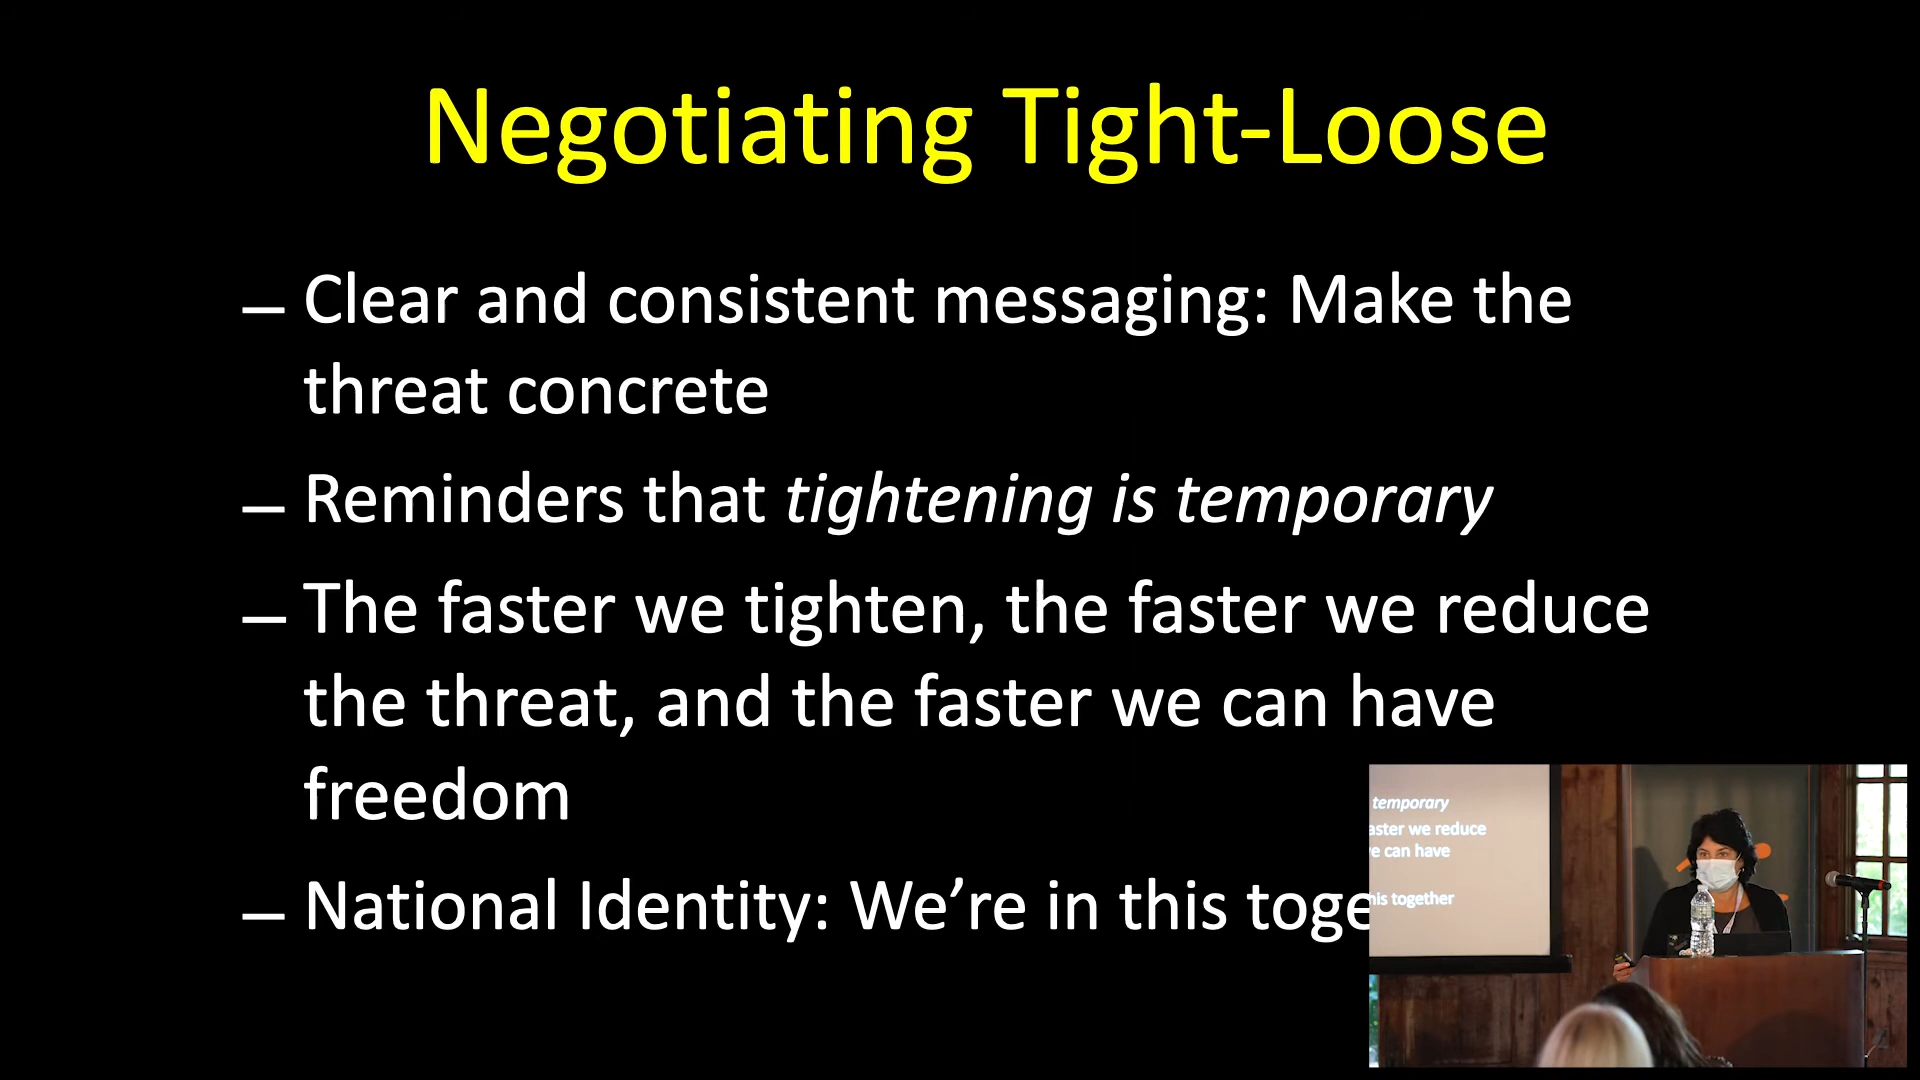 Negotiating Tight-Loose
– Clear and consistent messaging: Make the
threat concrete
– Reminders that tightening is temporary
– The faster we tighten, the faster we reduce
the threat, and the faster we can have
freedom
– National Identity: We’re in this toge
temporary
aster we reduce
e can have
his together